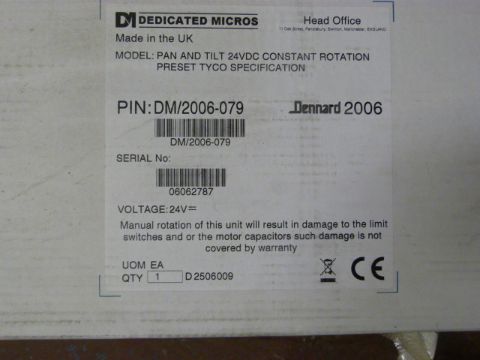 DM DEDICATED MICROS
Head Office
Made in the UK
MODEL: PAN AND TILT 24VDC CONSTANT ROTATION
PRESET TYCO SPECIFICATION
PIN: DM/2006-079
Dennard 2006
DM/2006-079
SERIAL No:
06062787
VOLTAGE: 24V⎓
Manual rotation of this unit will result in damage to the limit
switches and or the motor capacitors such damage is not
covered by warranty
UOM EA
QTY 1 D2506009
CE